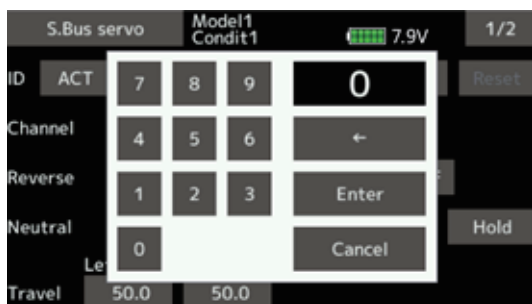 S.Bus servo Model1 Condit1 7.9V 1/2
ID ACT 7 8 9 0 Reset
Channel 4 5 6 ←
Reverse 1 2 3 Enter
Neutral 0 Cancel Hold
Travel 50.0 50.0